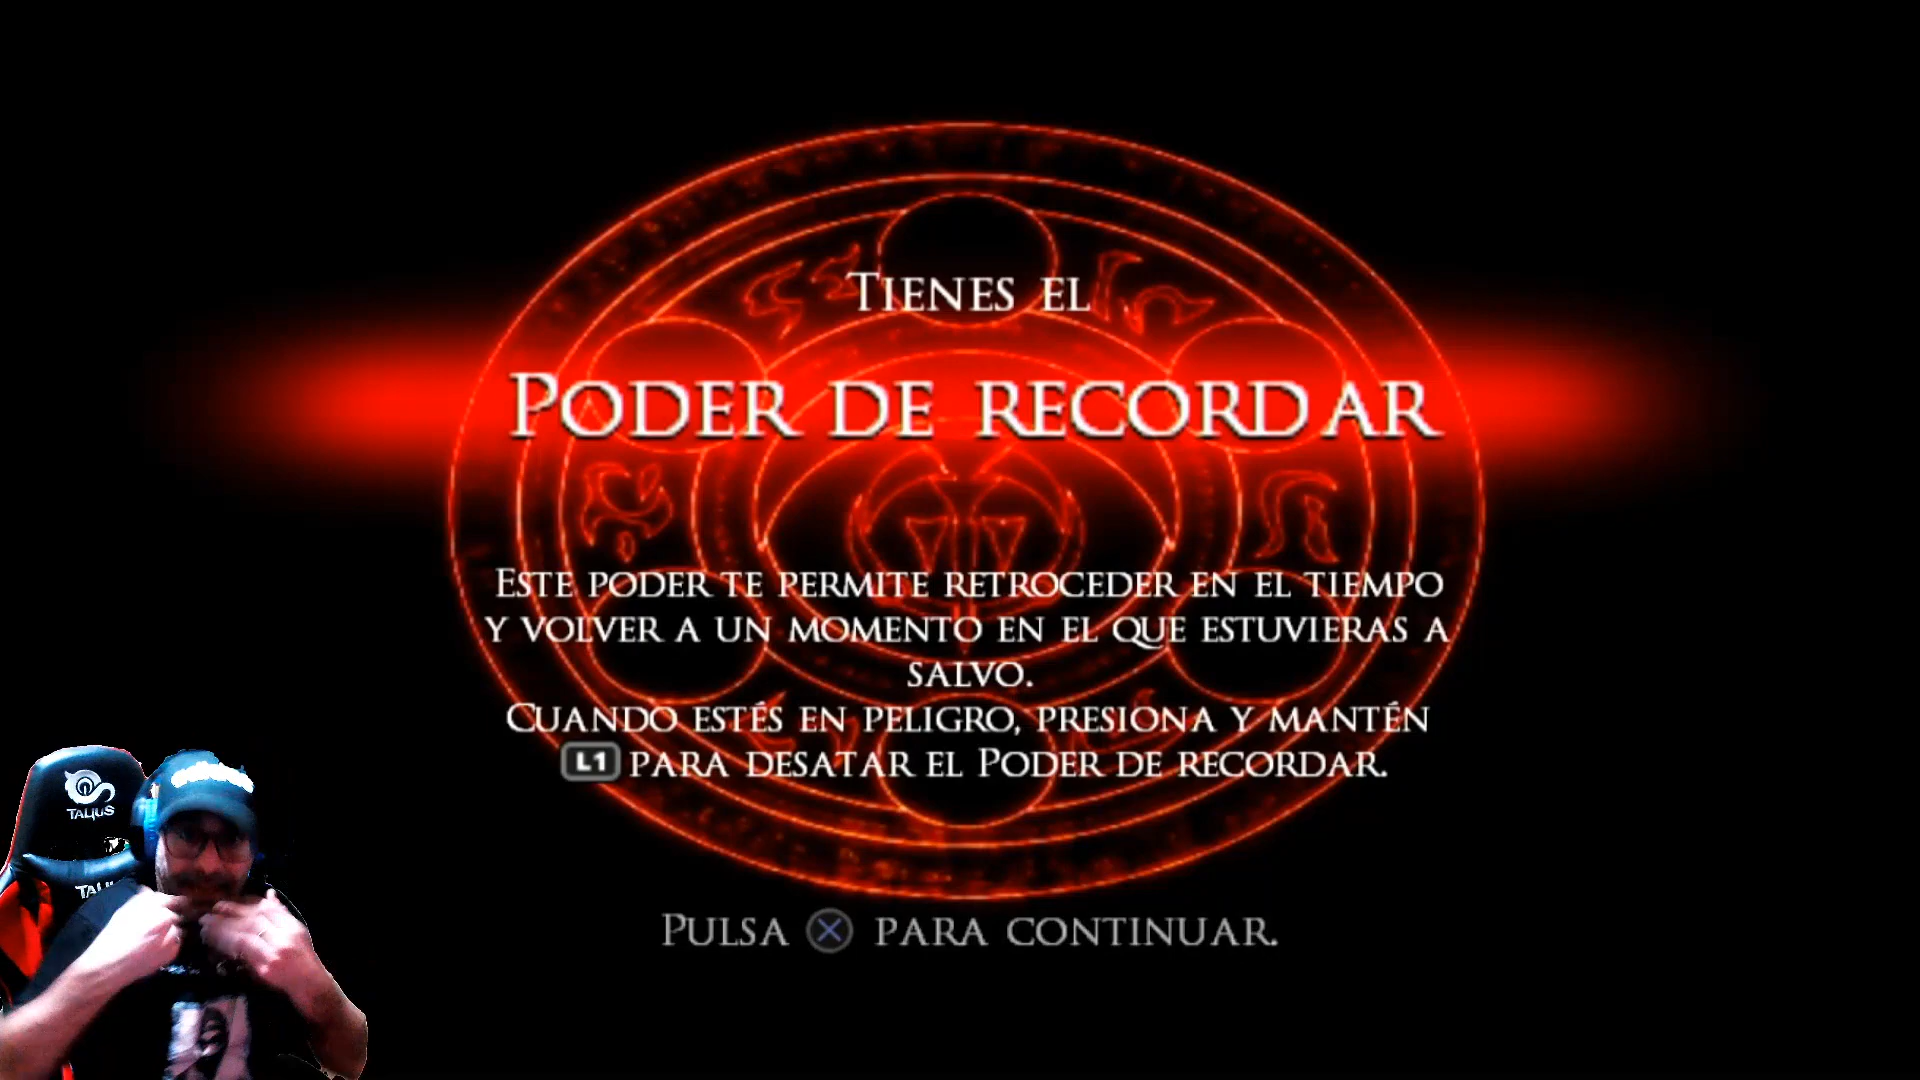 Tienes el
Poder de recordar
Este poder te permite retroceder en el tiempo
y volver a un momento en el que estuvieras a
salvo.
Cuando estés en peligro, presiona y mantén
L1 para desatar el Poder de recordar.
Pulsa X para continuar.
TALIUS